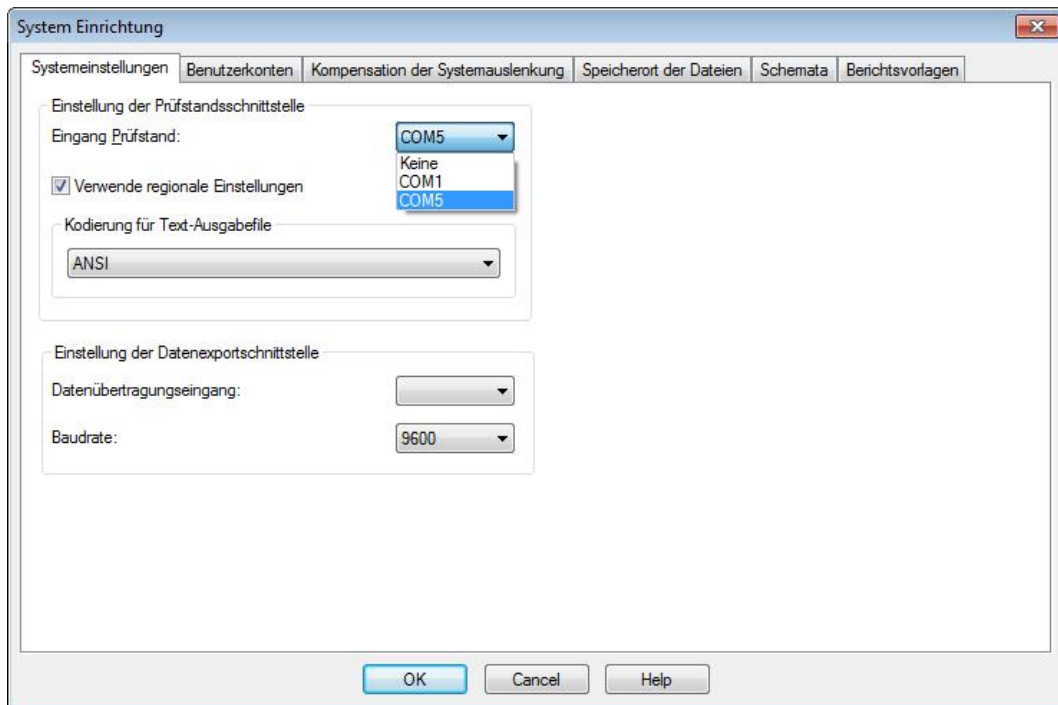 System Einrichtung
Systemeinstellungen Benutzerkonten Kompensation der Systemauslenkung Speicherort der Dateien Schemata Berichtsvorlagen
Einstellung der Prüfstandsschnittstelle
Eingang Prüfstand: COM5
Keine
COM1
COM5
Verwende regionale Einstellungen
Kodierung für Text-Ausgabefile
ANSI
Einstellung der Datenexportschnittstelle
Datenübertragungseingang:
Baudrate: 9600
OK Cancel Help